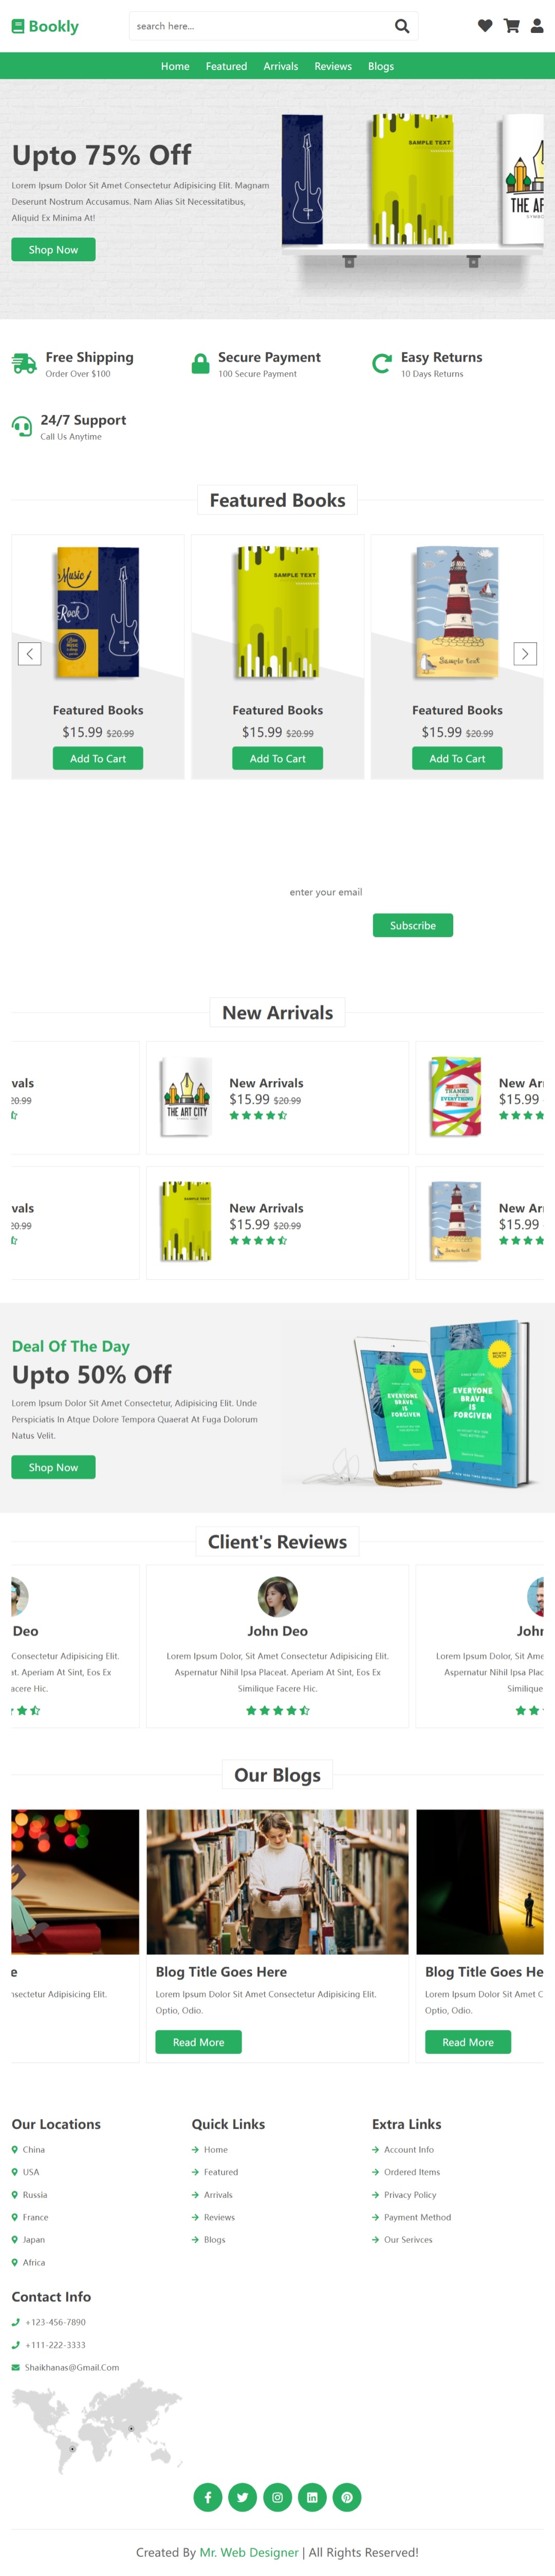 Bookly
search here...
Home Featured Arrivals Reviews Blogs
Upto 75% Off
Lorem Ipsum Dolor Sit Amet Consectetur Adipisicing Elit. Magnam
Deserunt Nostrum Accusamus. Nam Alias Sit Necessitatibus,
Aliquid Ex Minima At!
Shop Now
SAMPLE TEXT
Free Shipping
Order Over $100
Secure Payment
100 Secure Payment
Easy Returns
10 Days Returns
24/7 Support
Call Us Anytime
Featured Books
Music
Rock
SAMPLE TEXT
Sample text
Featured Books
$15.99 $20.99
Add To Cart
Featured Books
$15.99 $20.99
Add To Cart
Featured Books
$15.99 $20.99
Add To Cart
enter your email
Subscribe
New Arrivals
vals
20.99
THE ART CITY
New Arrivals
$15.99 $20.99
THANKS
EVERYTHING
New Arr
$15.99
vals
20.99
SAMPLE TEXT
New Arrivals
$15.99 $20.99
Sample text
New Arr
$15.99
Deal Of The Day
Upto 50% Off
Lorem Ipsum Dolor Sit Amet Consectetur, Adipisicing Elit. Unde
Perspiciatis In Atque Dolore Tempora Quaerat At Fuga Dolorum
Natus Velit.
Shop Now
EVERYONE
BRAVE
IS
FORGIVEN
EVERYONE
BRAVE
IS
FORGIVEN
Client's Reviews
Deo
Consectetur Adipisicing Elit.
at. Aperiam At Sint, Eos Ex
acere Hic.
John Deo
Lorem Ipsum Dolor, Sit Amet Consectetur Adipisicing Elit.
Aspernatur Nihil Ipsa Placeat. Aperiam At Sint, Eos Ex
Similique Facere Hic.
John
Lorem Ipsum Dolor, Sit Ame
Aspernatur Nihil Ipsa Plac
Similique
Our Blogs
e
nsectetur Adipisicing Elit.
Blog Title Goes Here
Lorem Ipsum Dolor Sit Amet Consectetur Adipisicing Elit.
Optio, Odio.
Read More
Blog Title Goes He
Lorem Ipsum Dolor Sit Amet C
Optio, Odio.
Read More
Our Locations
China
USA
Russia
France
Japan
Africa
Quick Links
Home
Featured
Arrivals
Reviews
Blogs
Extra Links
Account Info
Ordered Items
Privacy Policy
Payment Method
Our Serivces
Contact Info
+123-456-7890
+111-222-3333
Shaikhanas@Gmail.Com
Created By Mr. Web Designer | All Rights Reserved!